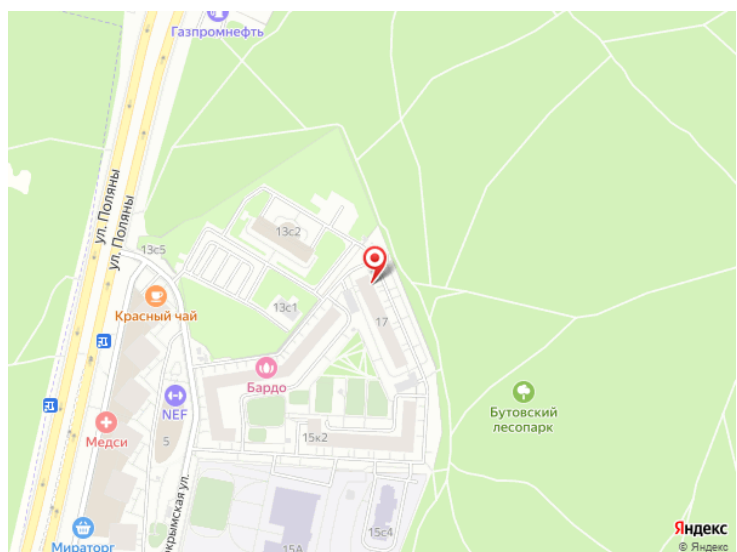 Газпромнефть
ул. Поляны
ул. Поляны
13с2
13с5
13с1
Красный чай
17
Бардо
NEF
Бутовский
лесопарк
Медси
5
15к2
окрымская ул.
15с4
15А
Мираторг
Яндекс
© Яндекс